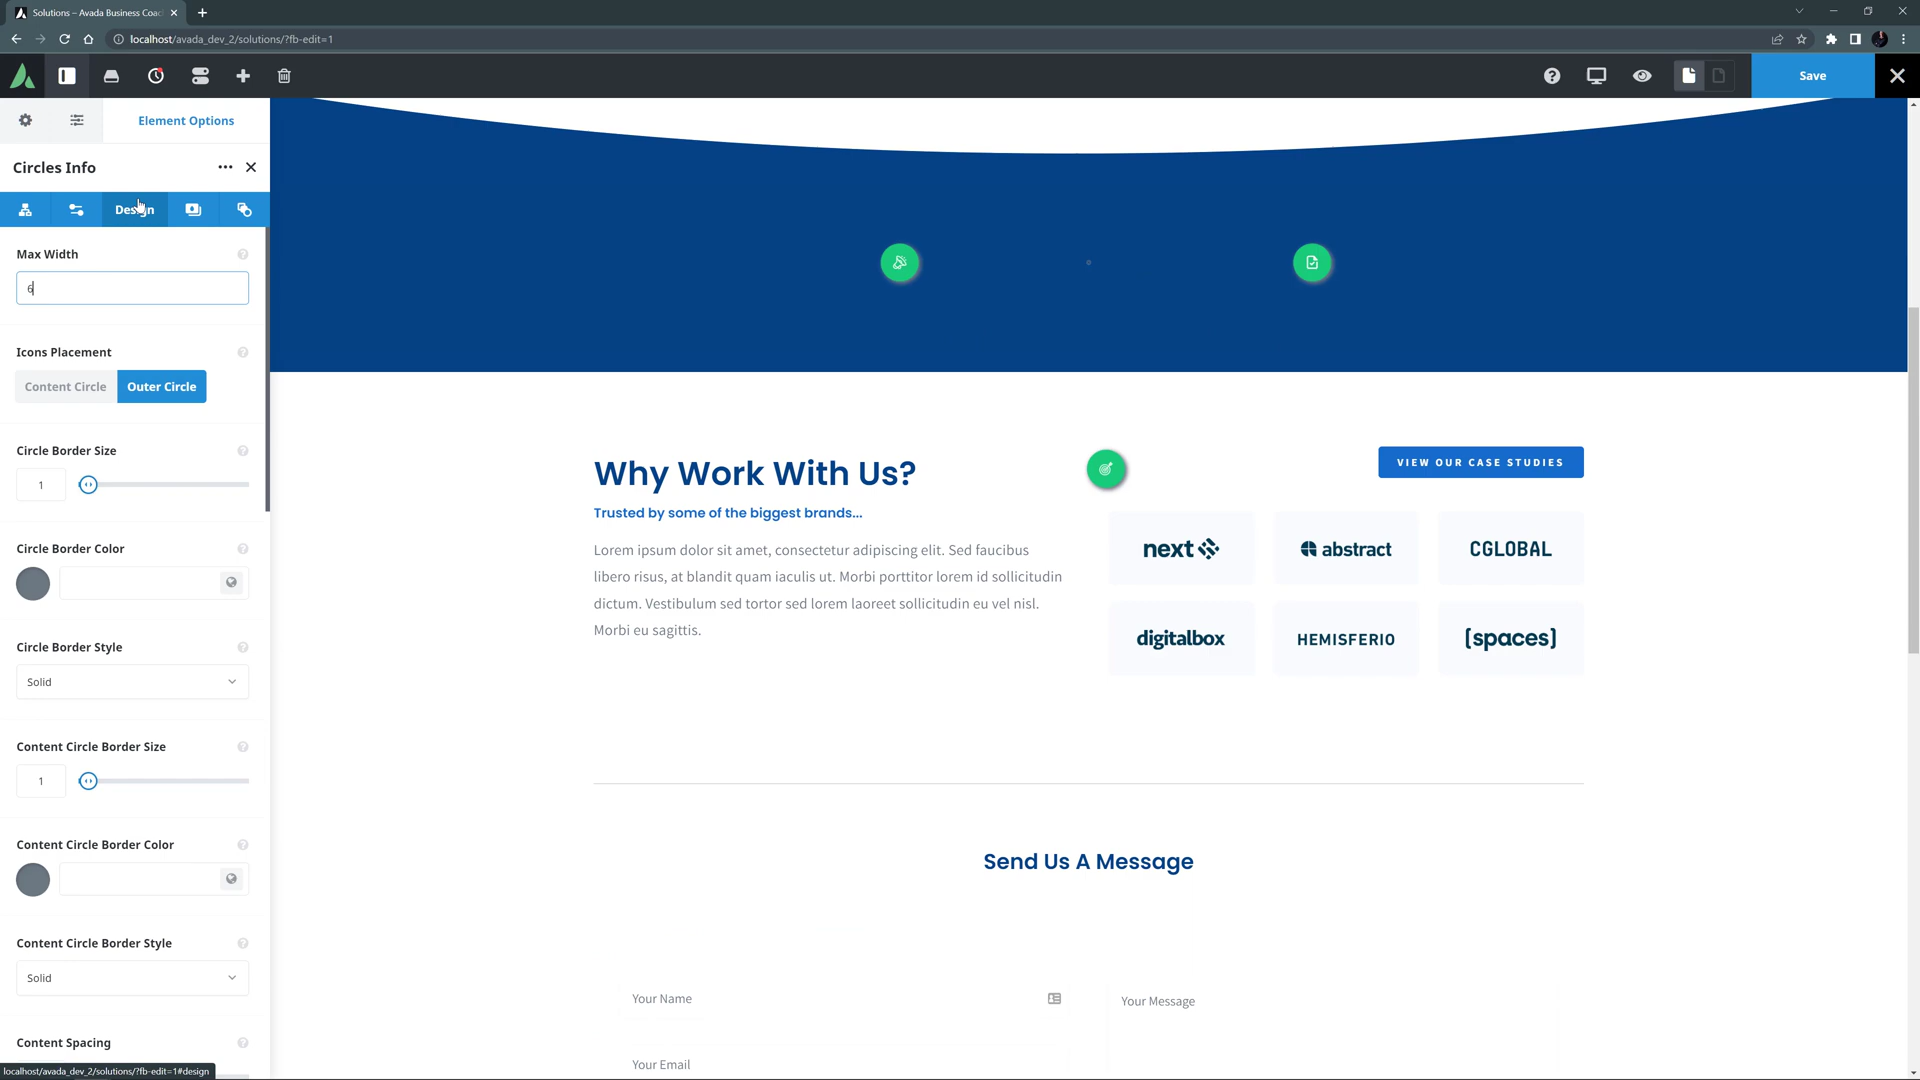 Solutions – Avada Business Coac
localhost/avada_dev_2/solutions/?fb-edit=1
Save
Element Options
Circles Info
Design
Max Width
6
Icons Placement
Content Circle
Outer Circle
Circle Border Size
1
Circle Border Color
Circle Border Style
Solid
Content Circle Border Size
1
Content Circle Border Color
Content Circle Border Style
Solid
Content Spacing
localhost/avada_dev_2/solutions/?fb-edit=1#design
Why Work With Us?
Trusted by some of the biggest brands...
Lorem ipsum dolor sit amet, consectetur adipiscing elit. Sed faucibus
libero risus, at blandit quam iaculis ut. Morbi porttitor lorem id sollicitudin
dictum. Vestibulum sed tortor sed lorem laoreet sollicitudin eu vel nisl.
Morbi eu sagittis.
VIEW OUR CASE STUDIES
next
abstract
CGLOBAL
digitalbox
HEMISFERIO
[spaces]
Send Us A Message
Your Name
Your Message
Your Email